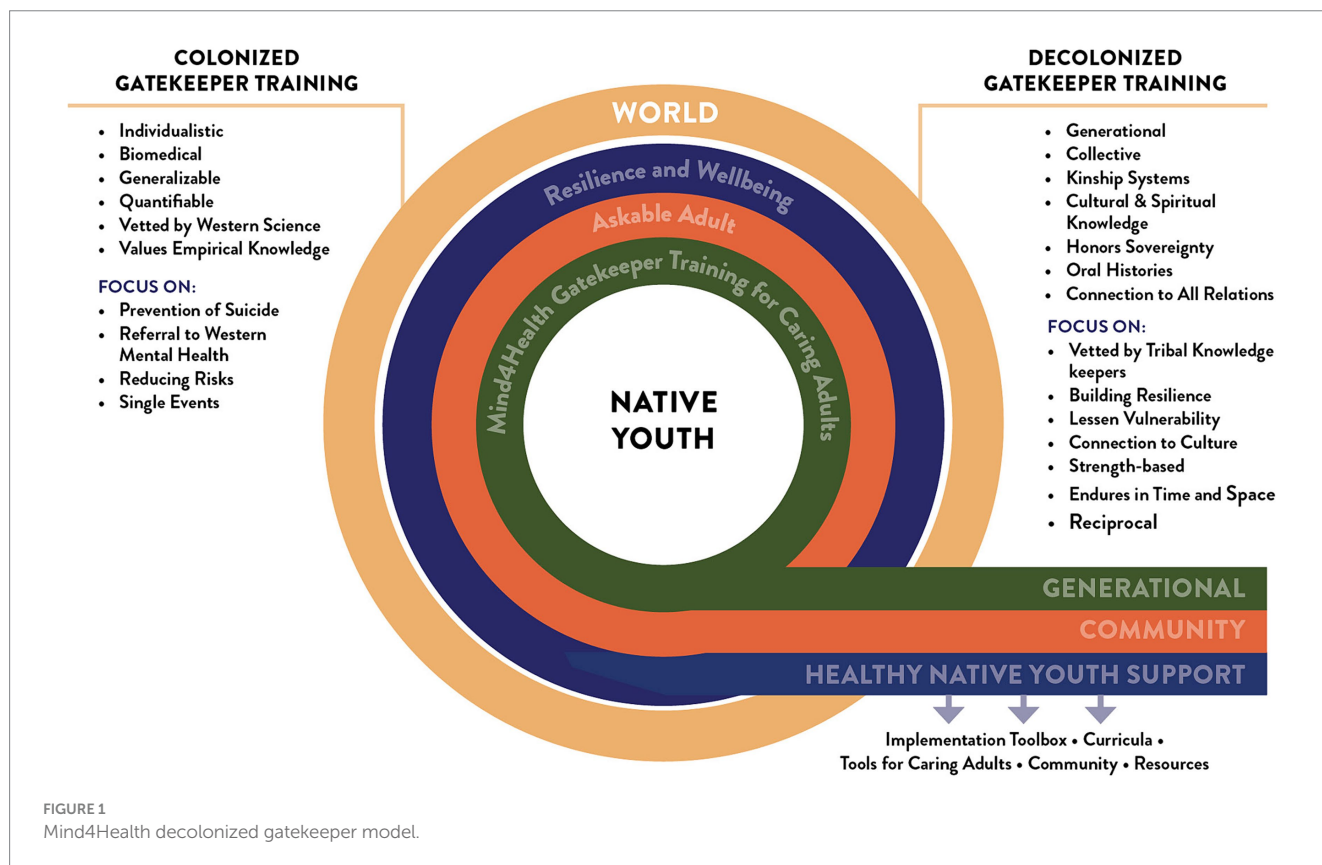 COLONIZED
GATEKEEPER TRAINING
• Individualistic
• Biomedical
• Generalizable
• Quantifiable
• Vetted by Western Science
• Values Empirical Knowledge
FOCUS ON:
• Prevention of Suicide
• Referral to Western
Mental Health
• Reducing Risks
• Single Events
WORLD
Resilience and Wellbeing
Askable Adult
Mind4Health Gatekeeper Training for Caring Adults
NATIVE
YOUTH
DECOLONIZED
GATEKEEPER TRAINING
• Generational
• Collective
• Kinship Systems
• Cultural & Spiritual
Knowledge
• Honors Sovereignty
• Oral Histories
• Connection to All Relations
FOCUS ON:
• Vetted by Tribal Knowledge
keepers
• Building Resilience
• Lessen Vulnerability
• Connection to Culture
• Strength-based
• Endures in Time and Space
• Reciprocal
GENERATIONAL
COMMUNITY
HEALTHY NATIVE YOUTH SUPPORT
Implementation Toolbox • Curricula •
Tools for Caring Adults • Community • Resources
FIGURE 1
Mind4Health decolonized gatekeeper model.